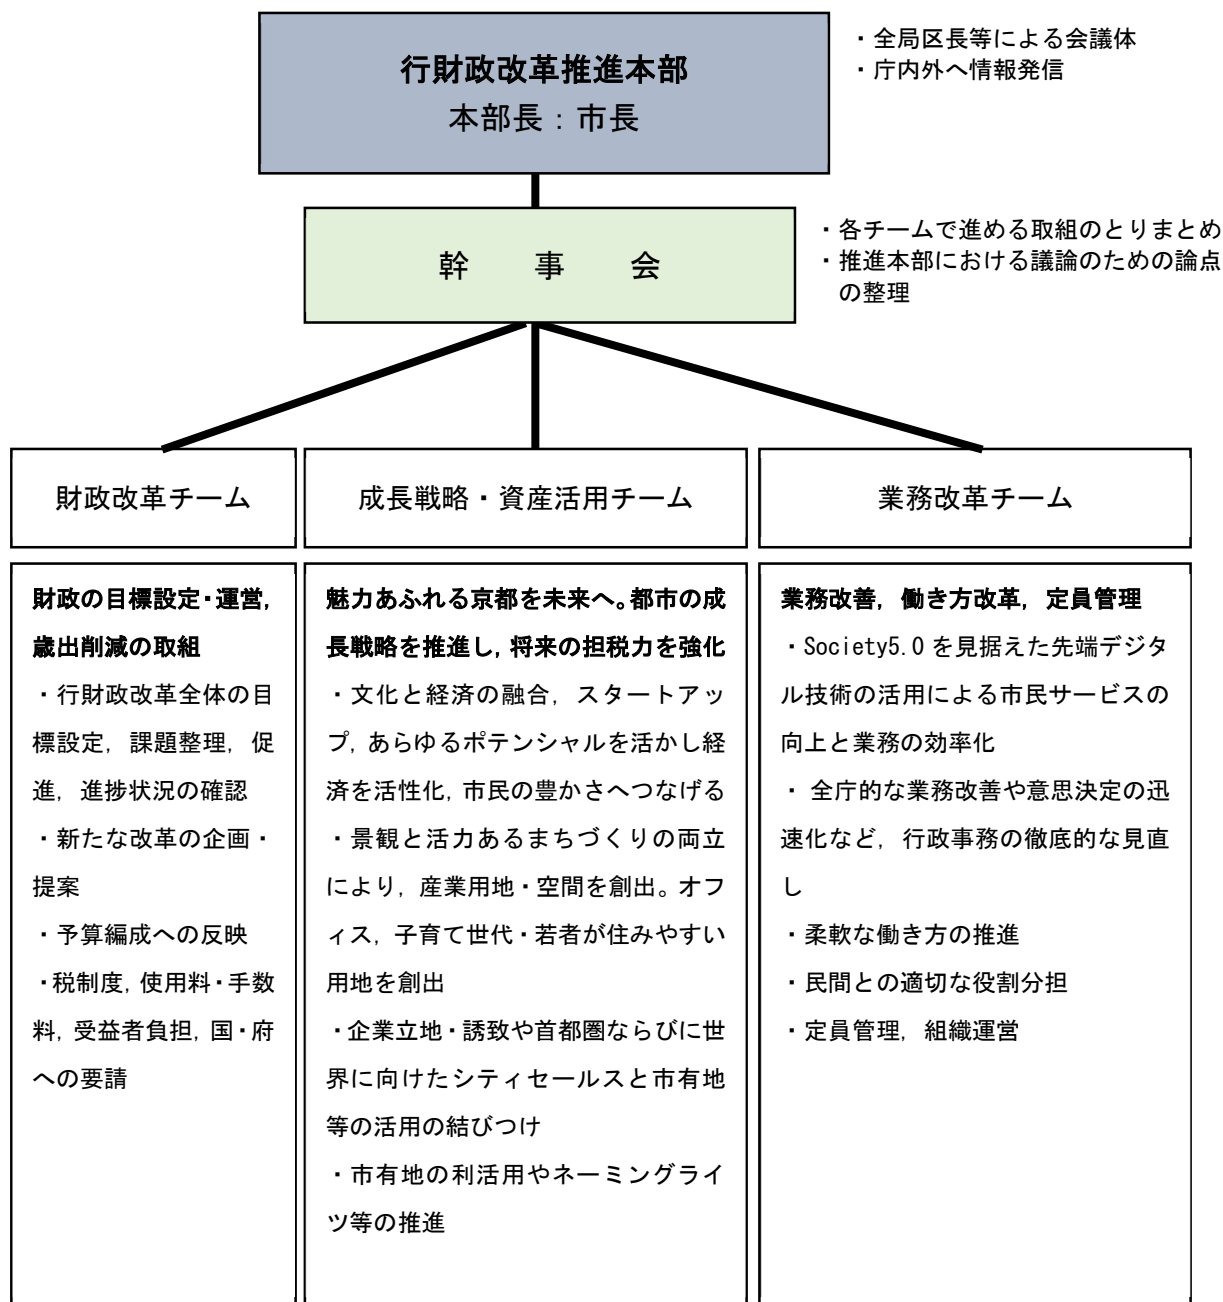 行財政改革推進本部
本部長：市長
・全局区長等による会議体
・庁内外へ情報発信
幹　事　会
・各チームで進める取組のとりまとめ
・推進本部における議論のための論点
の整理
財政改革チーム
成長戦略・資産活用チーム
業務改革チーム
財政の目標設定・運営，
歳出削減の取組
・行財政改革全体の目
標設定，課題整理，促
進，進捗状況の確認
・新たな改革の企画・
提案
・予算編成への反映
・税制度，使用料・手数
料，受益者負担，国・府
への要請
魅力あふれる京都を未来へ。都市の成
長戦略を推進し，将来の担税力を強化
・文化と経済の融合，スタートアッ
プ，あらゆるポテンシャルを活かし経
済を活性化，市民の豊かさへつなげる
・景観と活力あるまちづくりの両立
により，産業用地・空間を創出。オフ
ィス，子育て世代・若者が住みやすい
用地を創出
・企業立地・誘致や首都圏ならびに世
界に向けたシティセールスと市有地
等の活用の結びつけ
・市有地の利活用やネーミングライ
ツ等の推進
業務改善，働き方改革，定員管理
・Society5.0を見据えた先端デジタ
ル技術の活用による市民サービスの
向上と業務の効率化
・全庁的な業務改善や意思決定の迅
速化など，行政事務の徹底的な見直
し
・柔軟な働き方の推進
・民間との適切な役割分担
・定員管理，組織運営